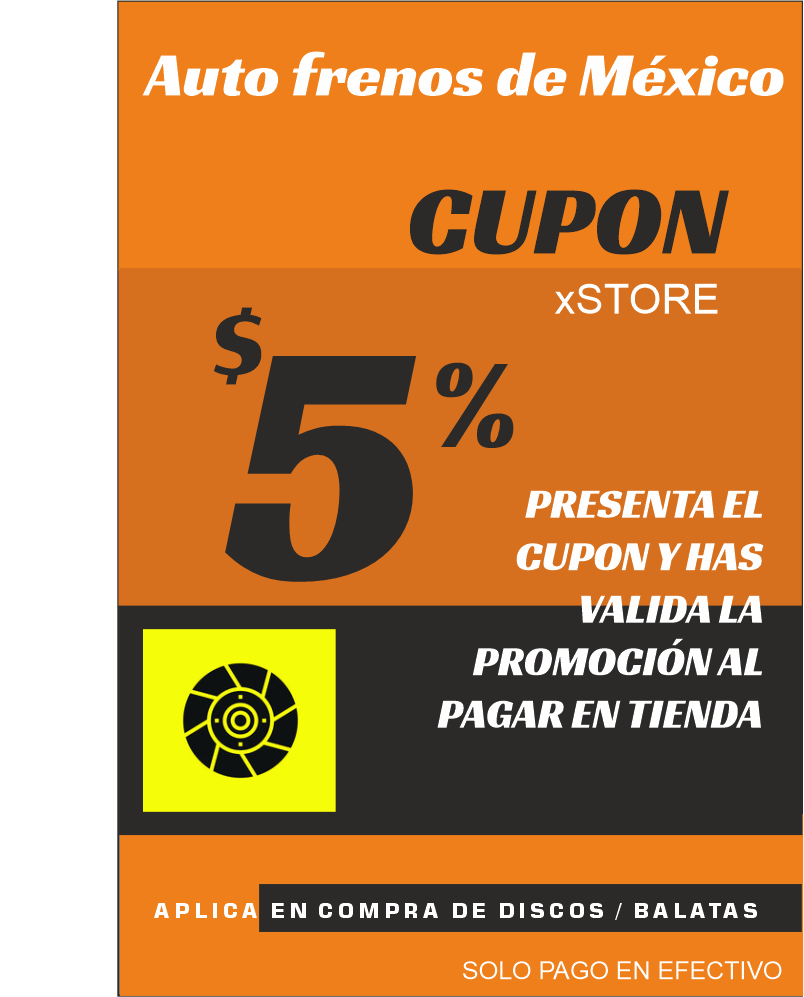 Auto frenos de México
CUPON
xSTORE
$5%
PRESENTA EL
CUPON Y HAS
VALIDA LA
PROMOCIÓN AL
PAGAR EN TIENDA
APLICA EN COMPRA DE DISCOS / BALATAS
SOLO PAGO EN EFECTIVO